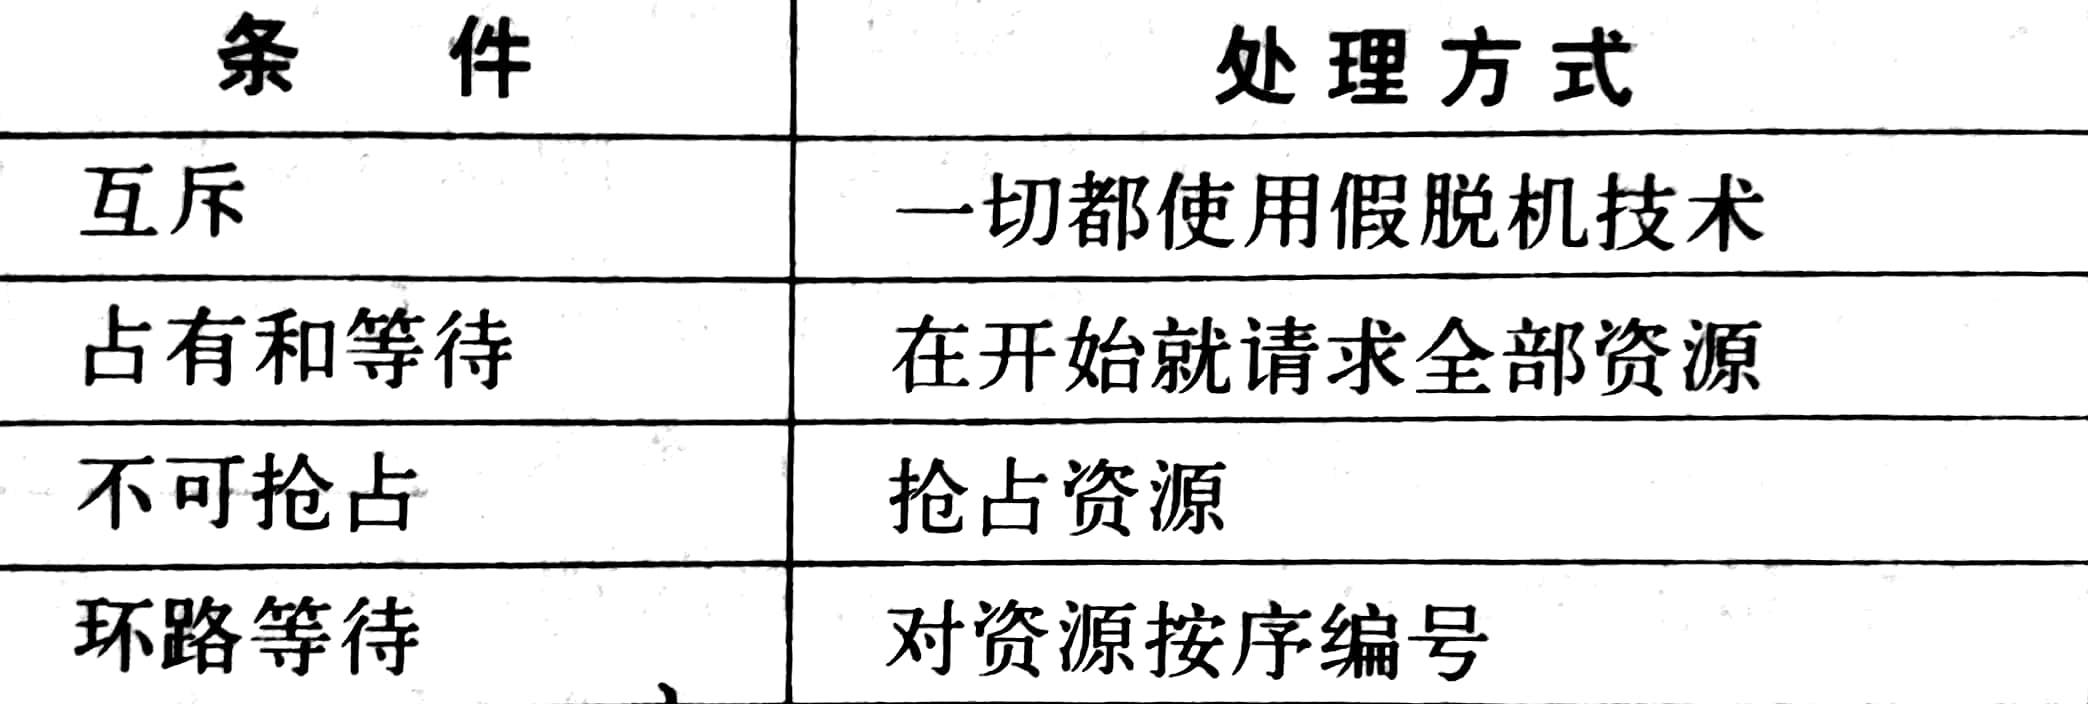 条 件 处理方式
互斥 一切都使用假脱机技术
占有和等待 在开始就请求全部资源
不可抢占 抢占资源
环路等待 对资源按序编号